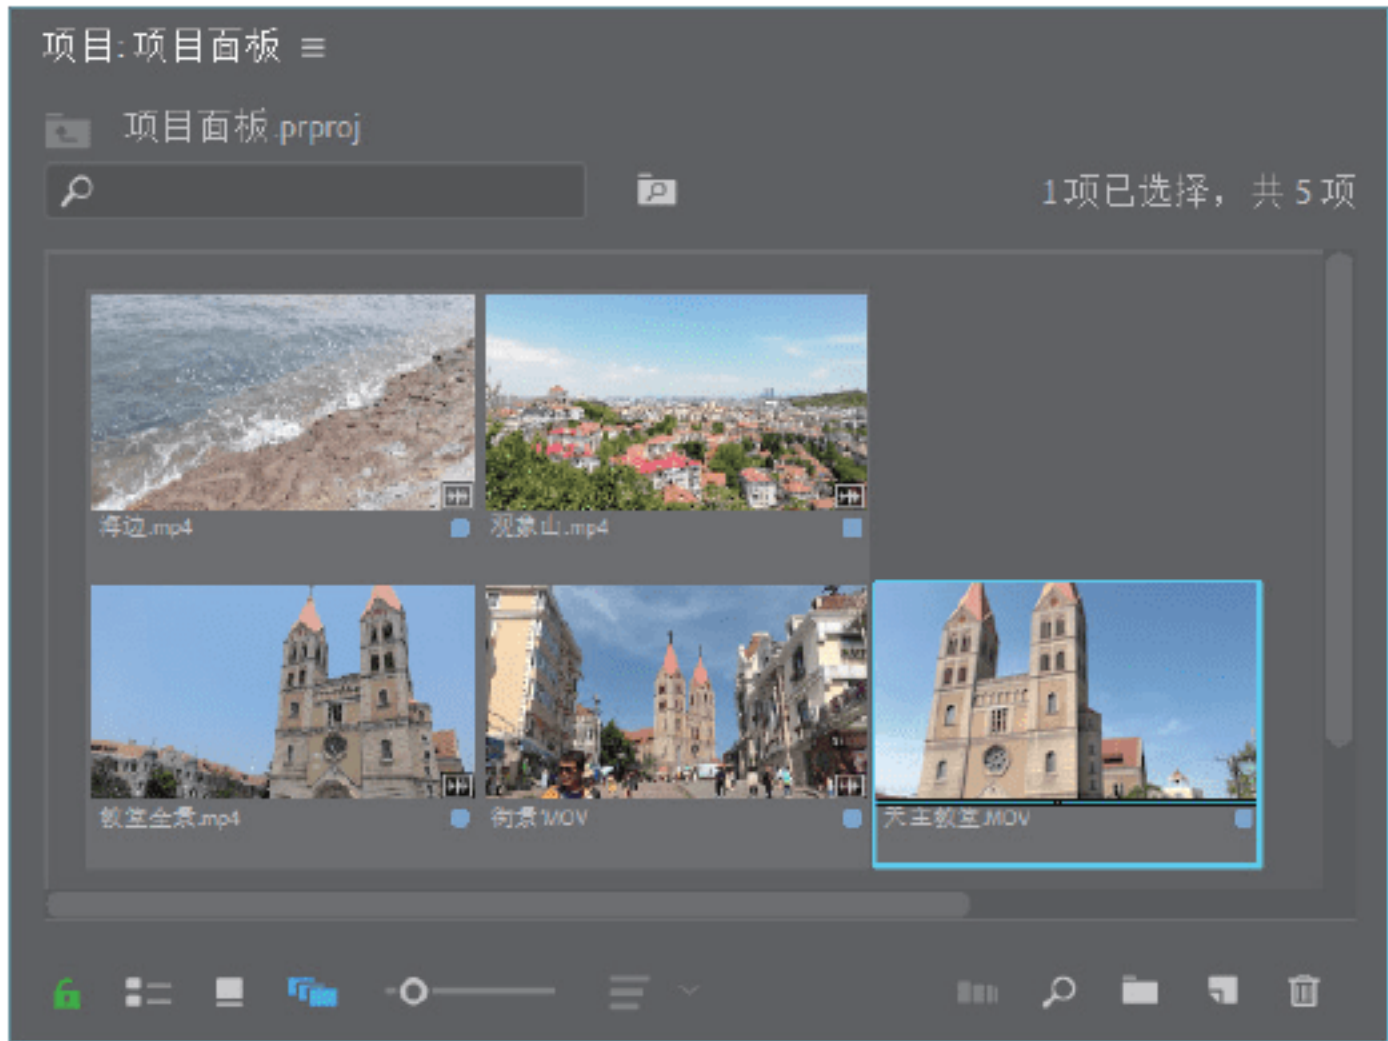 项目: 项目面板
项目面板.prproj
1项已选择，共 5 项
海边.mp4
观象山.mp4
教堂全景.mp4
街景.MOV
天主教堂.MOV